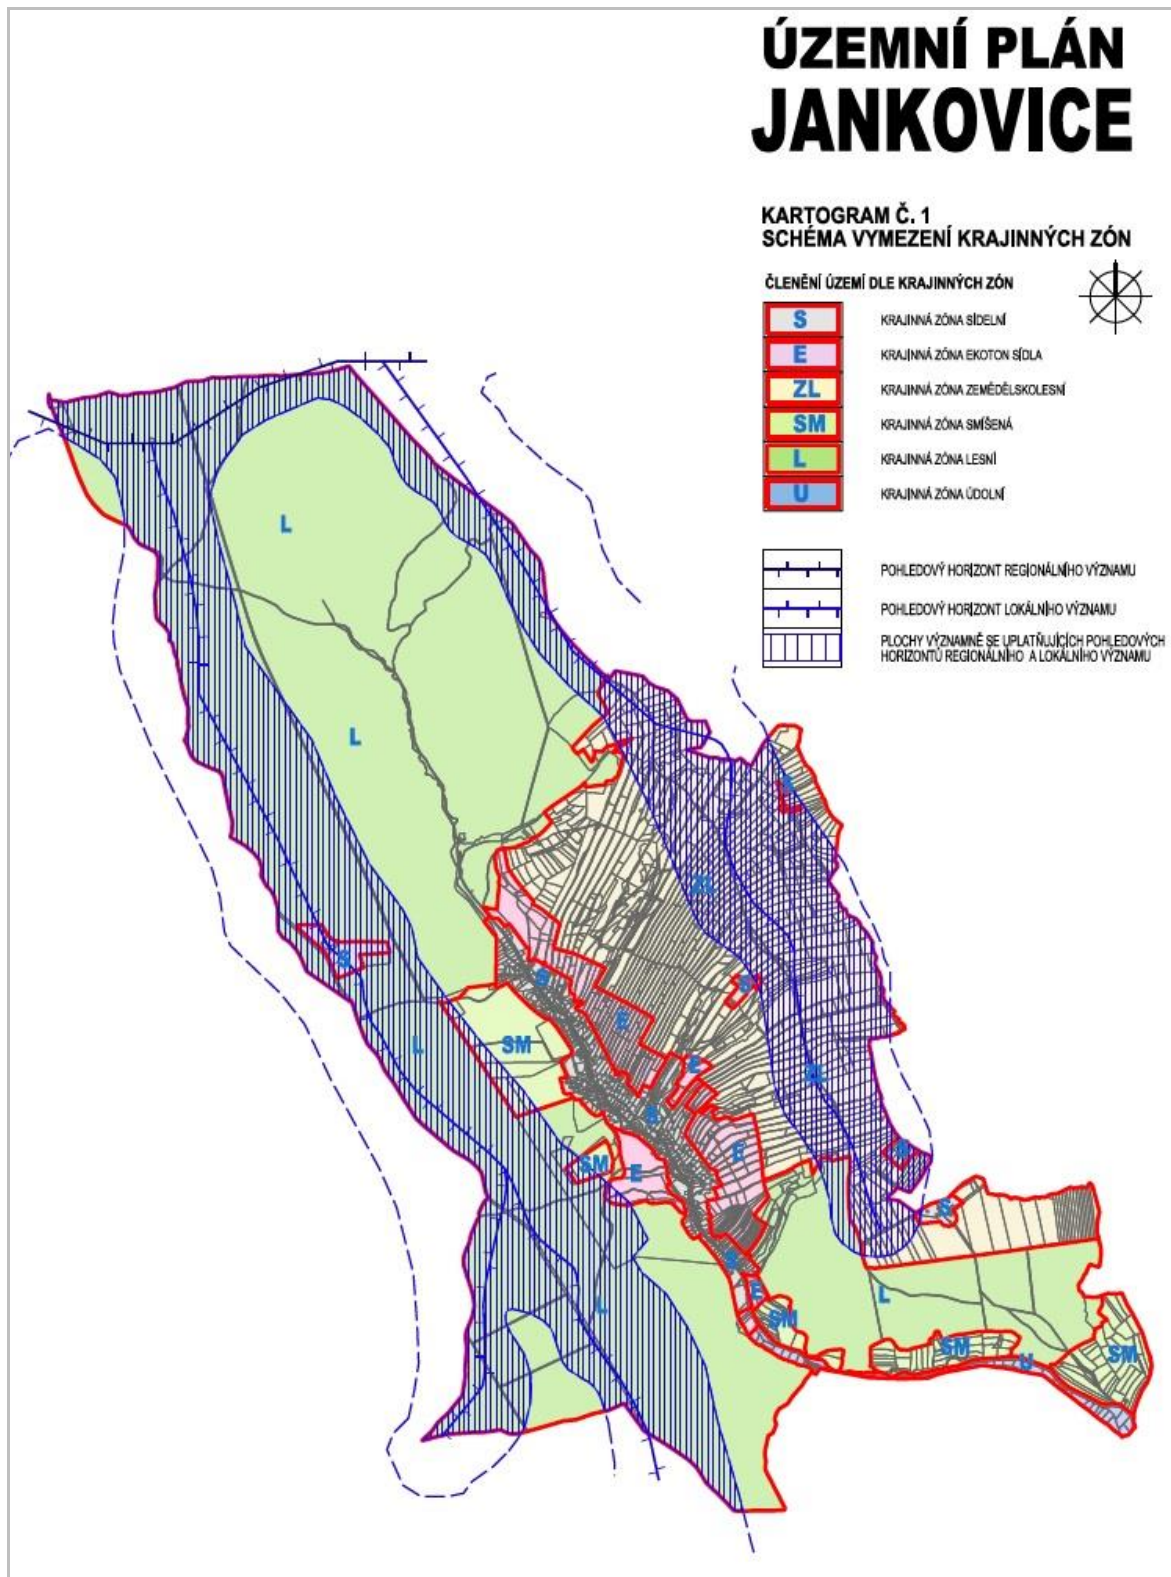 ÚZEMNÍ PLÁN
JANKOVICE
KARTOGRAM Č. 1
SCHÉMA VYMEZENÍ KRAJINNÝCH ZÓN
ČLENĚNÍ ÚZEMÍ DLE KRAJINNÝCH ZÓN
S KRAJINNÁ ZÓNA SÍDELNÍ
E KRAJINNÁ ZÓNA EKOTON SÍDLA
ZL KRAJINNÁ ZÓNA ZEMĚDĚLSKOLESNÍ
SM KRAJINNÁ ZÓNA SMÍŠENÁ
L KRAJINNÁ ZÓNA LESNÍ
U KRAJINNÁ ZÓNA ÚDOLNÍ
POHLEDOVÝ HORIZONT REGIONÁLNÍHO VÝZNAMU
POHLEDOVÝ HORIZONT LOKÁLNÍHO VÝZNAMU
PLOCHY VÝZNAMNĚ SE UPLATŇUJÍCÍCH POHLEDOVÝCH
HORIZONTŮ REGIONÁLNÍHO A LOKÁLNÍHO VÝZNAMU
L
L
S
ZL
S
S
S
E
SM
L
E
ZL
S
E
S
SM
E
S
S
E
L
L
SM
SM
U
SM